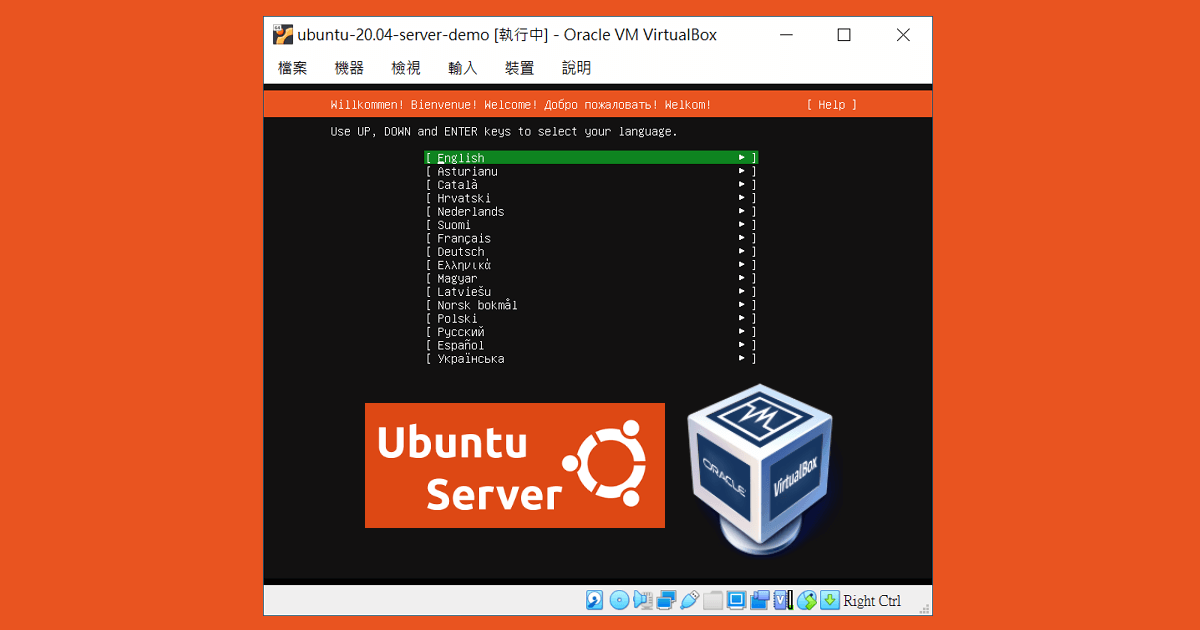 ubuntu-20.04-server-demo [執行中] - Oracle VM VirtualBox
檔案 機器 檢視 輸入 裝置 說明
Willkommen! Bienvenue! Welcome! Добро пожаловать! Welkom! [ Help ]
Use UP, DOWN and ENTER keys to select your language.
[ English ▸ ]
[ Asturianu ▸ ]
[ Català ▸ ]
[ Hrvatski ▸ ]
[ Nederlands ▸ ]
[ Suomi ▸ ]
[ Français ▸ ]
[ Deutsch ▸ ]
[ Ελληνικά ▸ ]
[ Magyar ▸ ]
[ Latviešu ▸ ]
[ Norsk bokmål ▸ ]
[ Polski ▸ ]
[ Русский ▸ ]
[ Español ▸ ]
[ Українська ▸ ]
Ubuntu
Server
ORACLE
VirtualBox
Right Ctrl